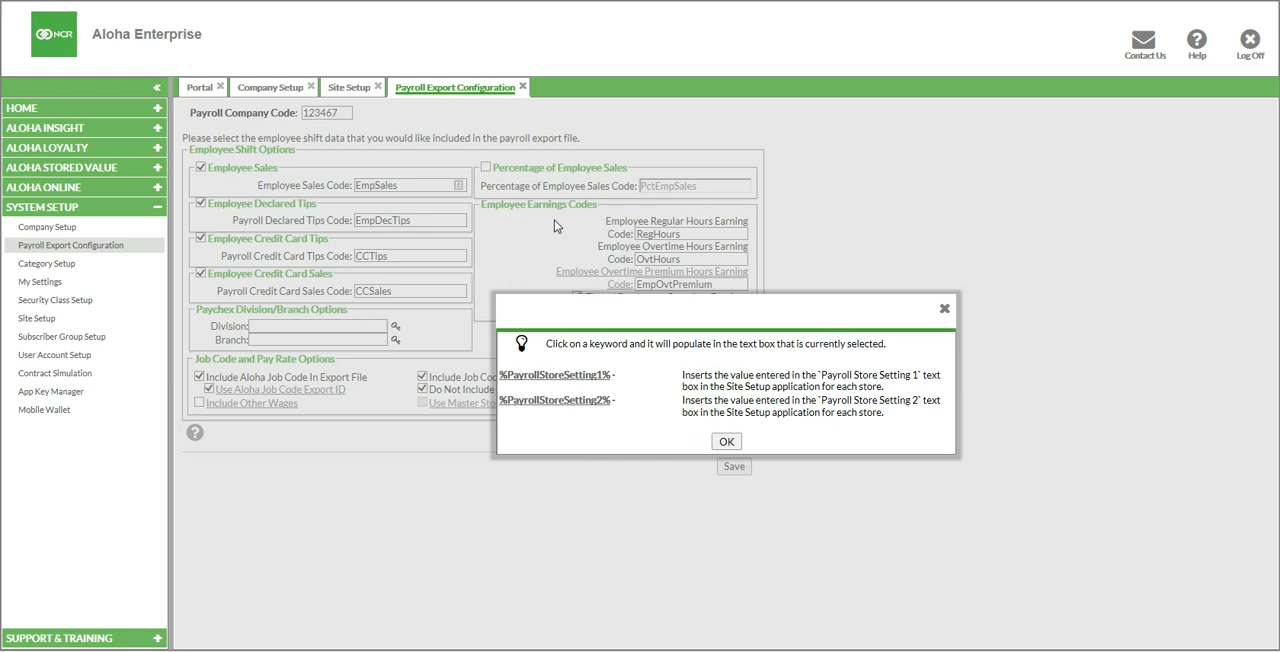 NCR
Aloha Enterprise
Contact Us
Help
Log Off
«
HOME +
ALOHA INSIGHT +
ALOHA LOYALTY +
ALOHA STORED VALUE +
ALOHA ONLINE +
SYSTEM SETUP −
Company Setup
Payroll Export Configuration
Category Setup
My Settings
Security Class Setup
Site Setup
Subscriber Group Setup
User Account Setup
Contract Simulation
App Key Manager
Mobile Wallet
SUPPORT & TRAINING +
Portal
Company Setup
Site Setup
Payroll Export Configuration
Payroll Company Code: 123467
Please select the employee shift data that you would like included in the payroll export file.
Employee Shift Options
Employee Sales
Employee Sales Code: EmpSales
Employee Declared Tips
Payroll Declared Tips Code: EmpDecTips
Employee Credit Card Tips
Payroll Credit Card Tips Code: CCTips
Employee Credit Card Sales
Payroll Credit Card Sales Code: CCSales
Paychex Division/Branch Options
Division:
Branch:
Percentage of Employee Sales
Percentage of Employee Sales Code: PctEmpSales
Employee Earnings Codes
Employee Regular Hours Earning
Code: RegHours
Employee Overtime Hours Earning
Code: OvtHours
Employee Overtime Premium Hours Earning
Code: EmpOvtPremium
Job Code and Pay Rate Options
Include Aloha Job Code In Export File
Use Aloha Job Code Export ID
Include Other Wages
Include Job Co
Do Not Include
Use Master Sto
?
Save
Click on a keyword and it will populate in the text box that is currently selected.
%PayrollStoreSetting1% - Inserts the value entered in the `Payroll Store Setting 1` text
box in the Site Setup application for each store.
%PayrollStoreSetting2% - Inserts the value entered in the `Payroll Store Setting 2` text
box in the Site Setup application for each store.
OK